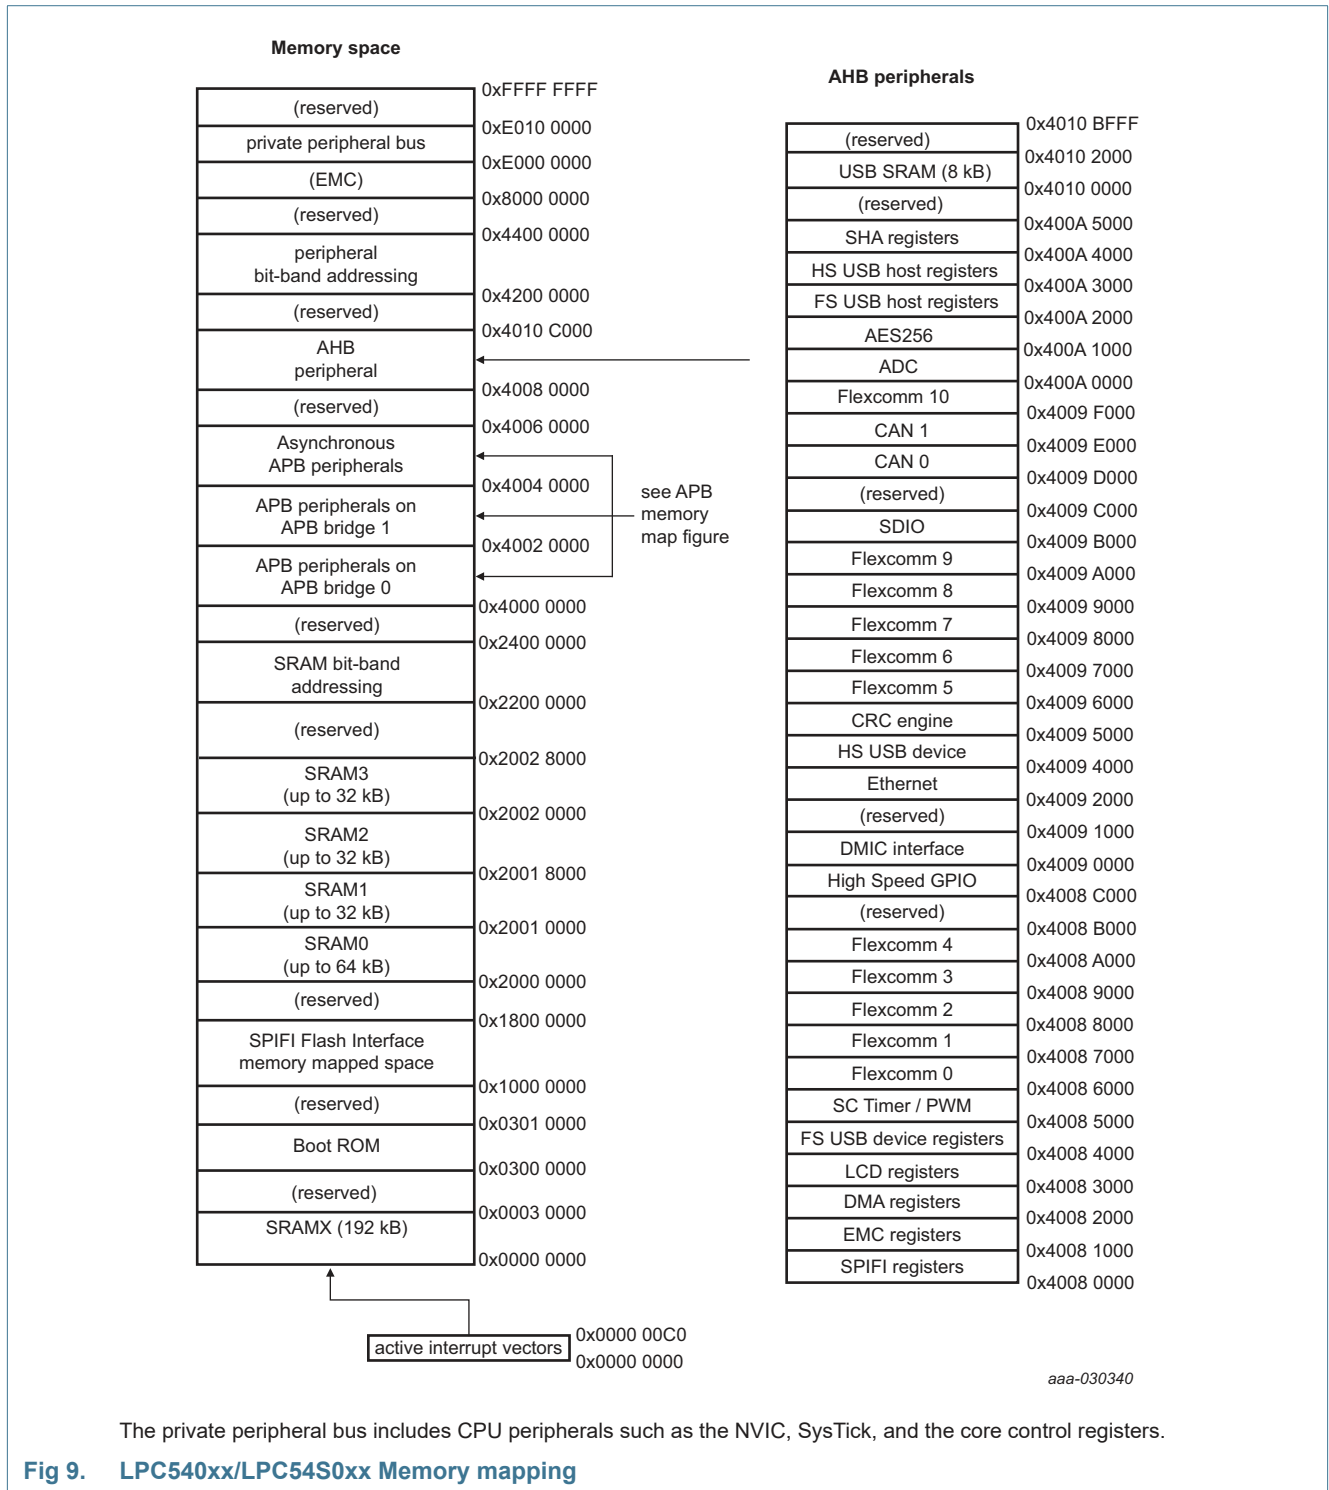 Memory space
0xFFFF FFFF
(reserved)
0xE010 0000
private peripheral bus
0xE000 0000
(EMC)
0x8000 0000
(reserved)
0x4400 0000
peripheral
bit-band addressing
0x4200 0000
(reserved)
0x4010 C000
AHB
peripheral
0x4008 0000
(reserved)
0x4006 0000
Asynchronous
APB peripherals
0x4004 0000
APB peripherals on
APB bridge 1
0x4002 0000
APB peripherals on
APB bridge 0
0x4000 0000
(reserved)
0x2400 0000
SRAM bit-band
addressing
0x2200 0000
(reserved)
0x2002 8000
SRAM3
(up to 32 kB)
0x2002 0000
SRAM2
(up to 32 kB)
0x2001 8000
SRAM1
(up to 32 kB)
0x2001 0000
SRAM0
(up to 64 kB)
0x2000 0000
(reserved)
0x1800 0000
SPIFI Flash Interface
memory mapped space
0x1000 0000
(reserved)
0x0301 0000
Boot ROM
0x0300 0000
(reserved)
0x0003 0000
SRAMX (192 kB)
0x0000 0000
active interrupt vectors
0x0000 00C0
0x0000 0000
see APB
memory
map figure
AHB peripherals
0x4010 BFFF
(reserved)
0x4010 2000
USB SRAM (8 kB)
0x4010 0000
(reserved)
0x400A 5000
SHA registers
0x400A 4000
HS USB host registers
0x400A 3000
FS USB host registers
0x400A 2000
AES256
0x400A 1000
ADC
0x400A 0000
Flexcomm 10
0x4009 F000
CAN 1
0x4009 E000
CAN 0
0x4009 D000
(reserved)
0x4009 C000
SDIO
0x4009 B000
Flexcomm 9
0x4009 A000
Flexcomm 8
0x4009 9000
Flexcomm 7
0x4009 8000
Flexcomm 6
0x4009 7000
Flexcomm 5
0x4009 6000
CRC engine
0x4009 5000
HS USB device
0x4009 4000
Ethernet
0x4009 2000
(reserved)
0x4009 1000
DMIC interface
0x4009 0000
High Speed GPIO
0x4008 C000
(reserved)
0x4008 B000
Flexcomm 4
0x4008 A000
Flexcomm 3
0x4008 9000
Flexcomm 2
0x4008 8000
Flexcomm 1
0x4008 7000
Flexcomm 0
0x4008 6000
SC Timer / PWM
0x4008 5000
FS USB device registers
0x4008 4000
LCD registers
0x4008 3000
DMA registers
0x4008 2000
EMC registers
0x4008 1000
SPIFI registers
0x4008 0000
aaa-030340
The private peripheral bus includes CPU peripherals such as the NVIC, SysTick, and the core control registers.
Fig 9. LPC540xx/LPC54S0xx Memory mapping